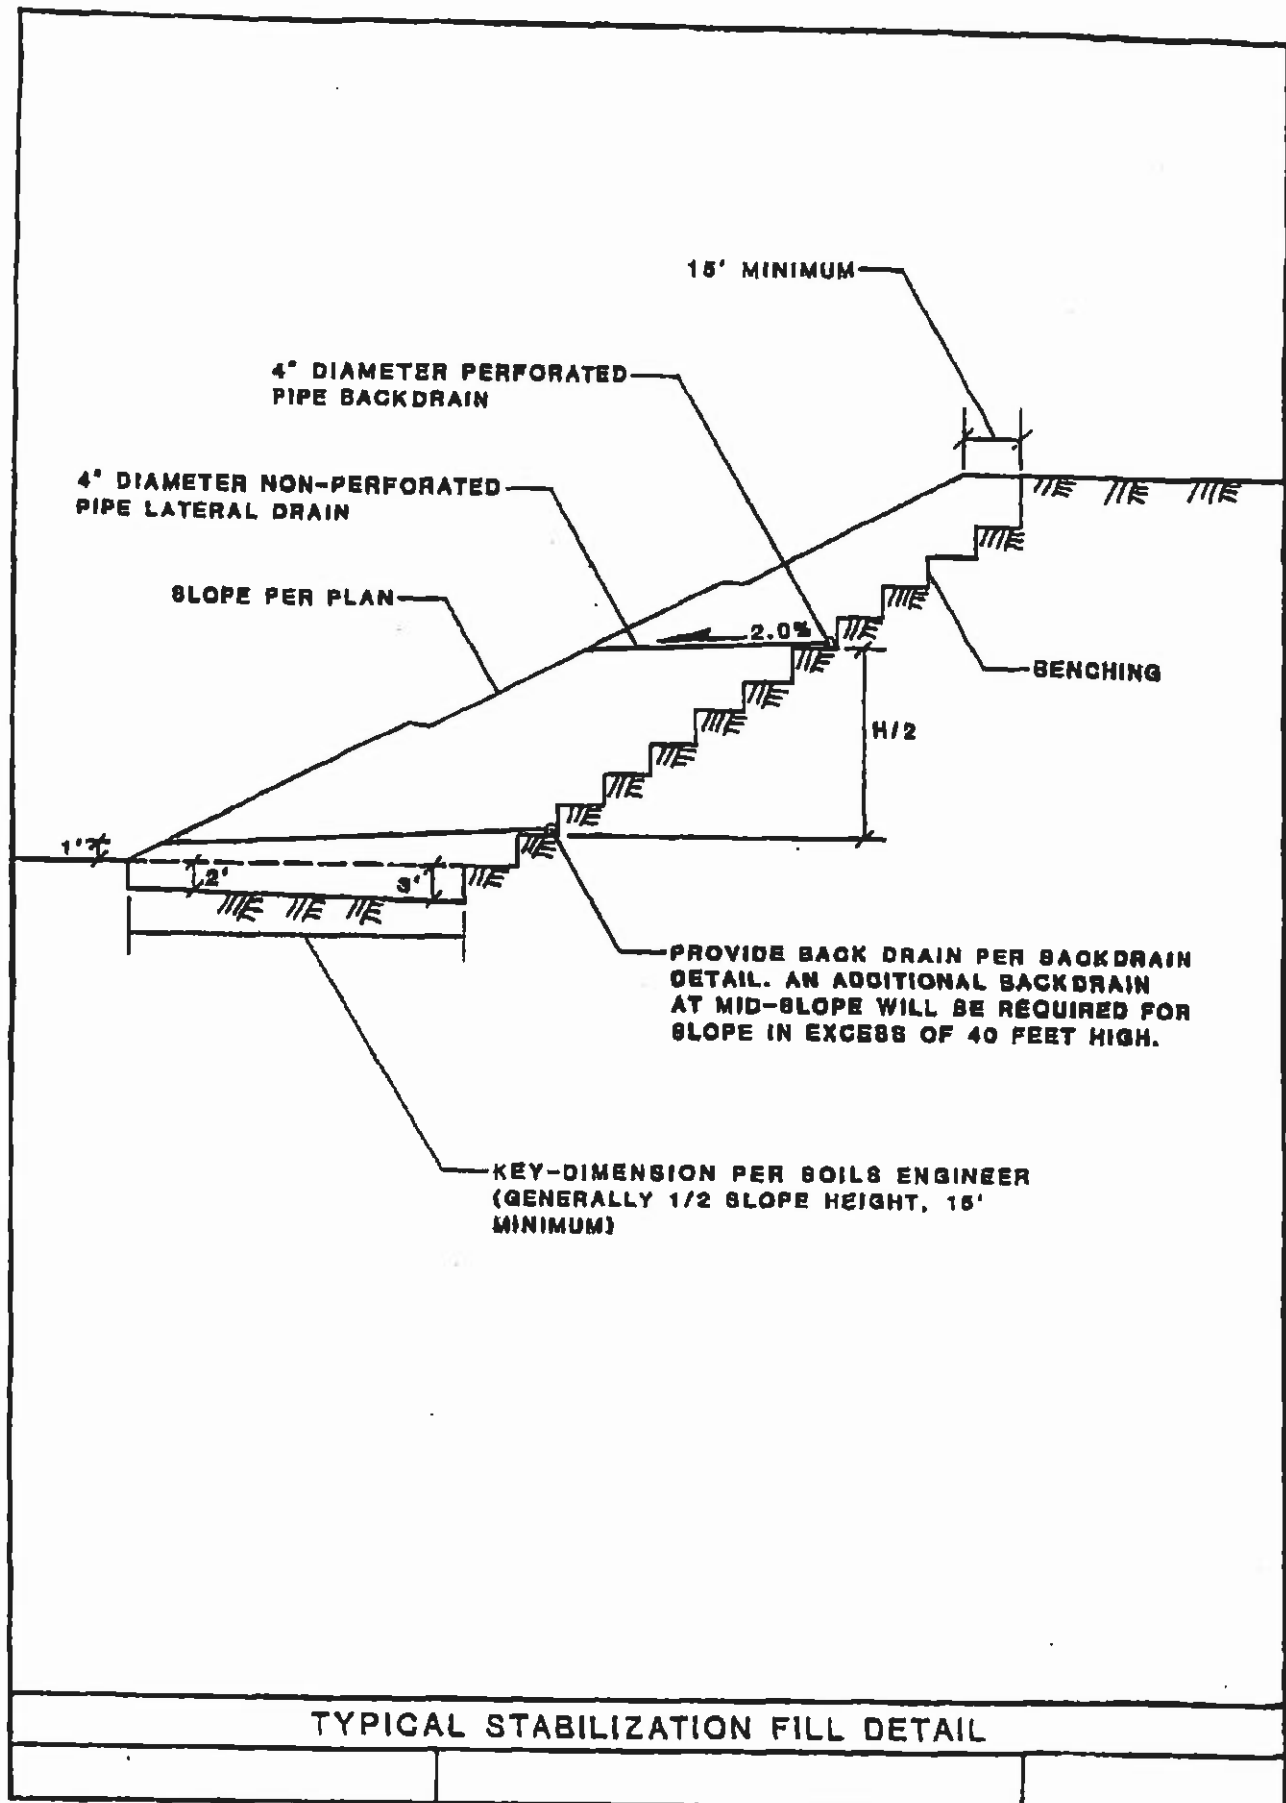 15' MINIMUM
4" DIAMETER PERFORATED
PIPE BACKDRAIN
4" DIAMETER NON-PERFORATED
PIPE LATERAL DRAIN
SLOPE PER PLAN
2.0%
BENCHING
H/2
1'
2'
3'
PROVIDE BACK DRAIN PER BACKDRAIN
DETAIL. AN ADDITIONAL BACKDRAIN
AT MID-SLOPE WILL BE REQUIRED FOR
SLOPE IN EXCESS OF 40 FEET HIGH.
KEY-DIMENSION PER SOILS ENGINEER
(GENERALLY 1/2 SLOPE HEIGHT, 15'
MINIMUM)
TYPICAL STABILIZATION FILL DETAIL